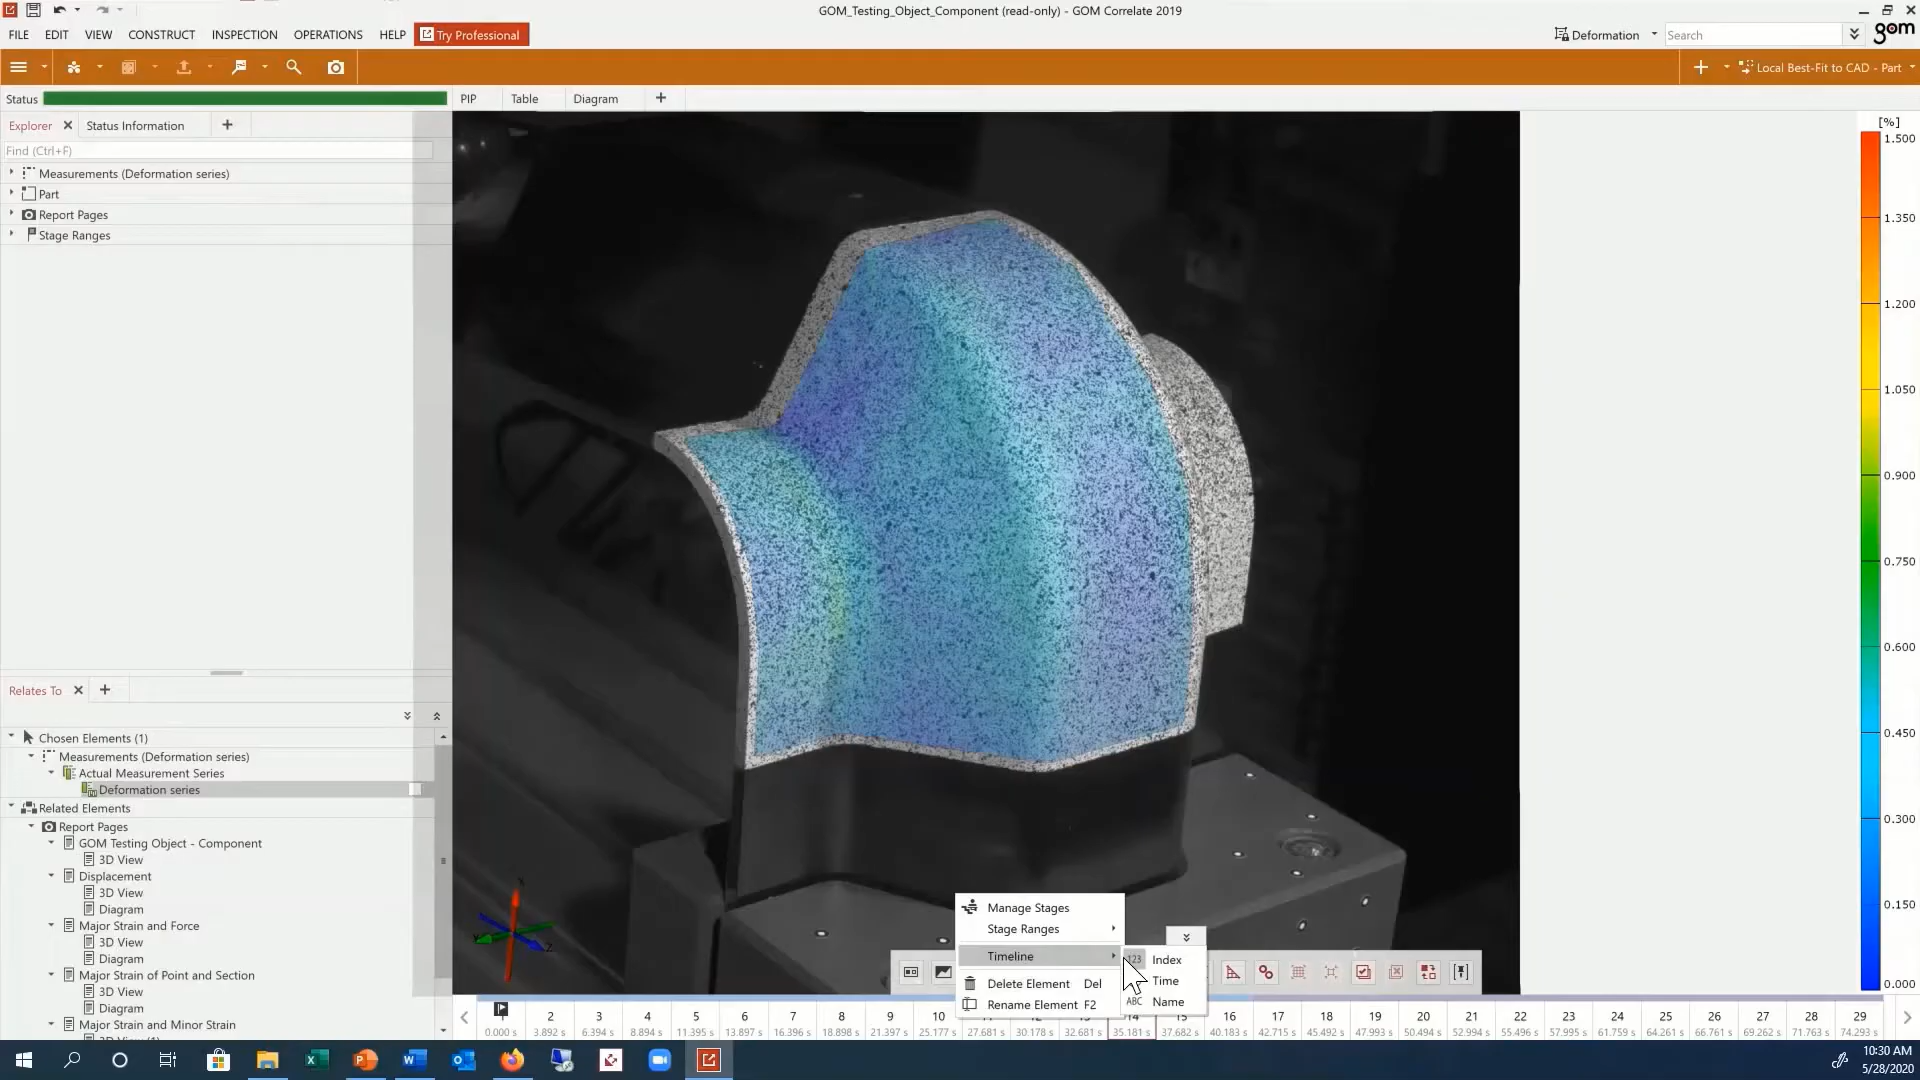 GOM_Testing_Object_Component (read-only) - GOM Correlate 2019
FILE EDIT VIEW CONSTRUCT INSPECTION OPERATIONS HELP Try Professional Deformation Search gom
Local Best-Fit to CAD - Part
Status PIP Table Diagram
Explorer Status Information
Find (Ctrl+F)
Measurements (Deformation series)
Part
Report Pages
Stage Ranges
[%]
1.500
1.350
1.200
1.050
0.900
0.750
0.600
0.450
0.300
0.150
0.000
Relates To
Chosen Elements (1)
Measurements (Deformation series)
Actual Measurement Series
Deformation series
Related Elements
Report Pages
GOM Testing Object - Component
3D View
Displacement
3D View
Diagram
Major Strain and Force
3D View
Diagram
Major Strain of Point and Section
3D View
Diagram
Major Strain and Minor Strain
Manage Stages
Stage Ranges
Timeline
Delete Element Del
Rename Element F2
123 Index
Time
ABC Name
2 3 4 5 6 7 8 9 10 15 16 17 18 19 20 21 22 23 24 25 26 27 28 29
0.000 s 3.892 s 6.394 s 8.894 s 11.395 s 13.897 s 16.396 s 18.898 s 21.397 s 25.177 s 27.681 s 30.178 s 32.681 s 35.181 s 37.682 s 40.183 s 42.715 s 45.492 s 47.993 s 50.494 s 52.994 s 55.496 s 57.995 s 61.759 s 64.261 s 66.761 s 69.262 s 71.763 s 74.293 s
10:30 AM
5/28/2020